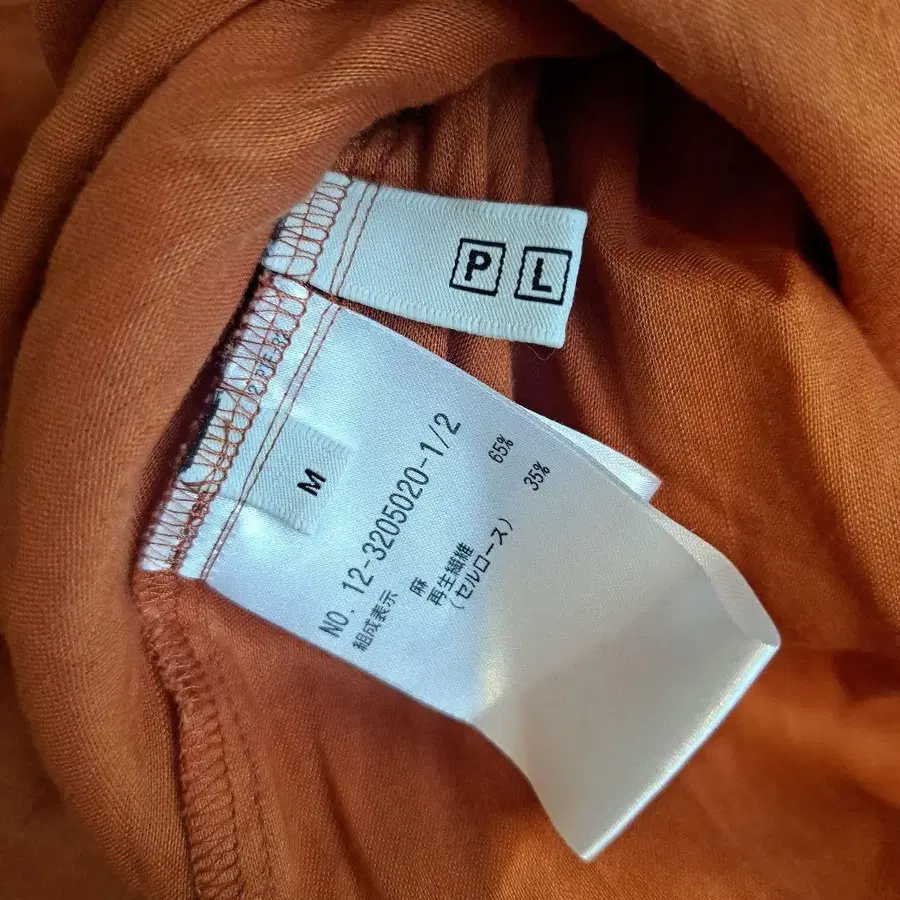 P L
M
NO. 12-3205020-1/2
組成表示
麻 65%
再生繊維 35%
(セルロース)